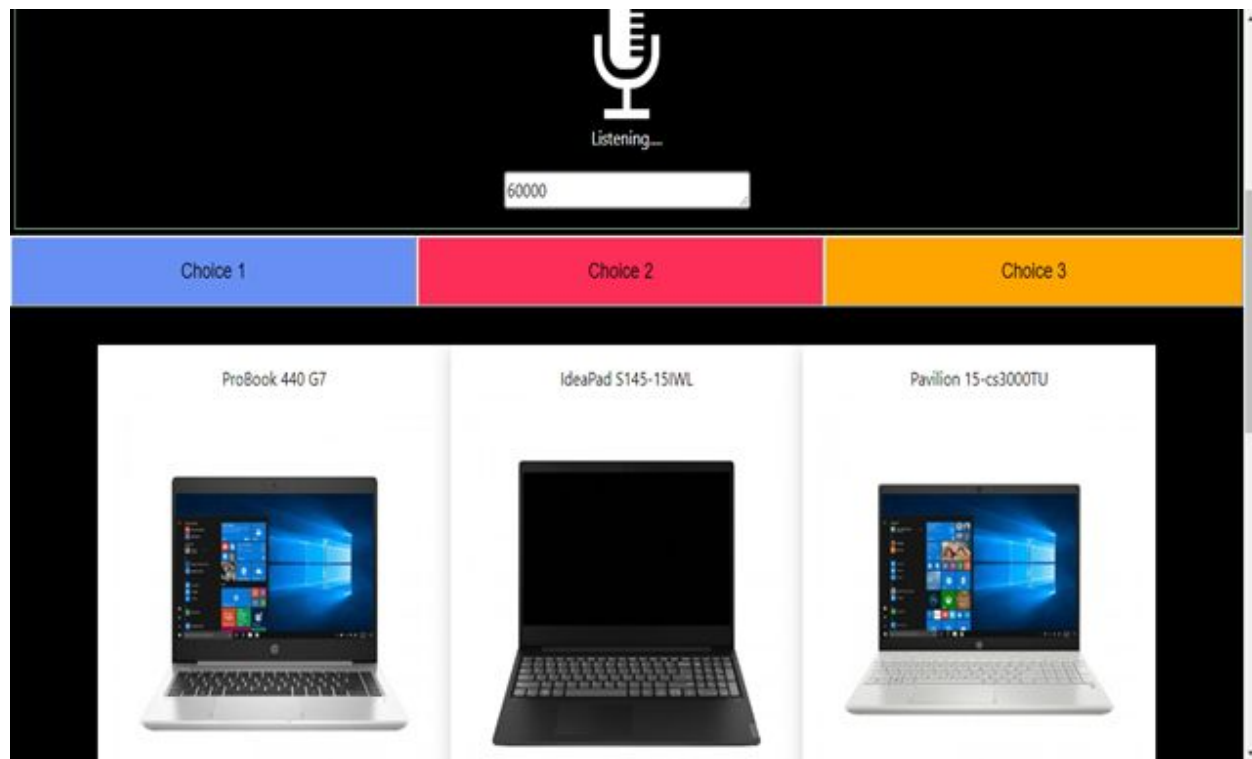 Listening....
60000
Choice 1 Choice 2 Choice 3
ProBook 440 G7 IdeaPad S145-15IWL Pavilion 15-cs3000TU